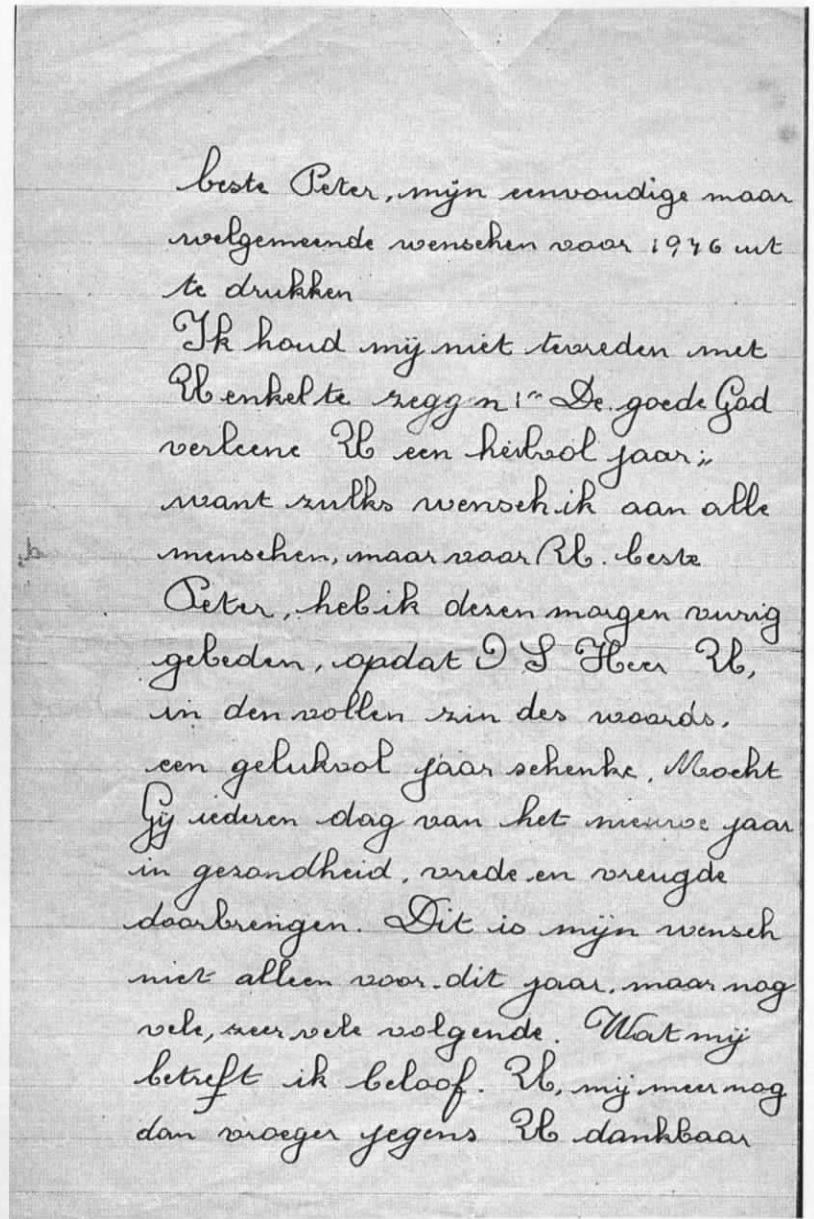 beste Peter, mijn eenvoudige maar
welgemeende wenschen voor 1946 uit
te drukken
Ik houd mij niet tevreden met
U enkel te zegg n: "De goede God
verleene U een heilvol jaar;"
want zulks wensch ik aan alle
menschen, maar voor U. beste
Peter, heb ik dezen morgen vurig
gebeden, opdat O L Heer U,
in den vollen zin des woords,
een gelukvol jaar schenke, Mocht
Gij iederen dag van het nieuwe jaar
in gezondheid, vrede en vreugde
doorbrengen. Dit is mijn wensch
niet alleen voor dit jaar, maar nog
vele, zeer vele volgende. Wat mij
betreft ik beloof. U, mij meer nog
dan vroeger jegens U dankbaar